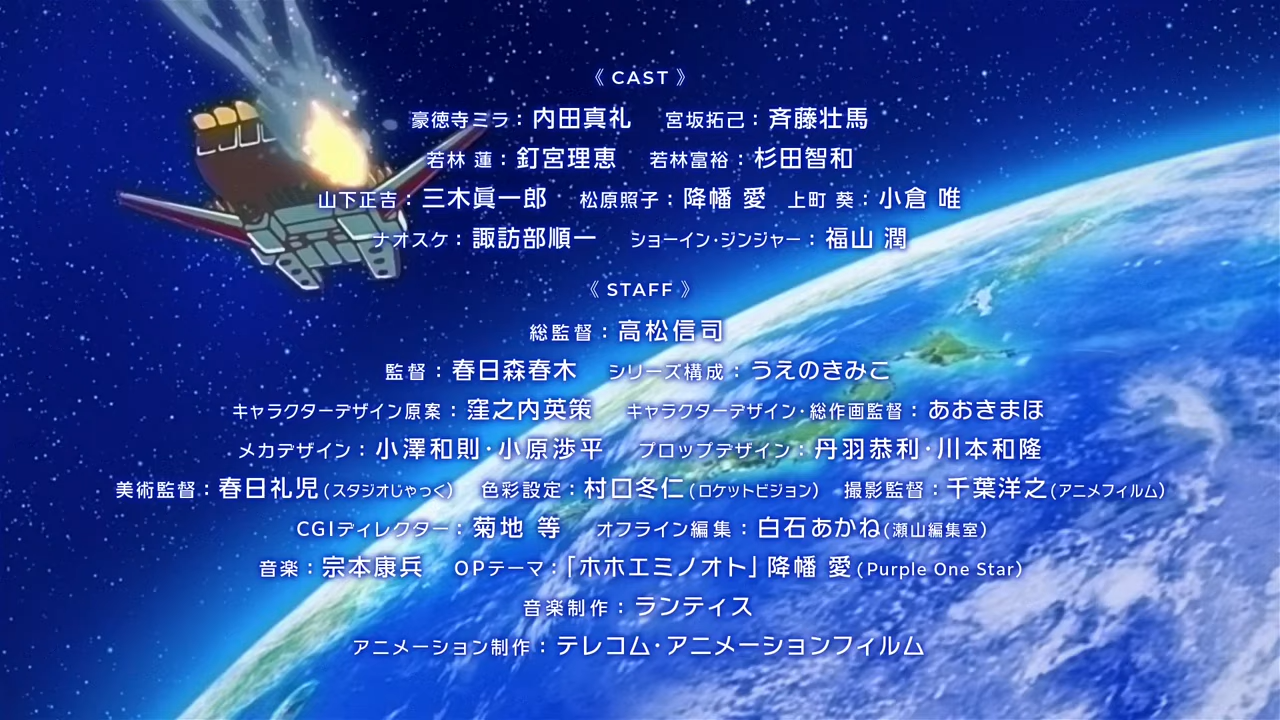 《 CAST 》
豪徳寺ミラ：内田真礼　宮坂拓己：斉藤壮馬
若林 蓮：釘宮理恵　若林富裕：杉田智和
山下正吉：三木眞一郎　松原照子：降幡 愛　上町 葵：小倉 唯
ナオスケ：諏訪部順一　ショーイン・ジンジャー：福山 潤
《 STAFF 》
総監督：高松信司
監督：春日森春木　シリーズ構成：うえのきみこ
キャラクターデザイン原案：窪之内英策　キャラクターデザイン・総作画監督：あおきまほ
メカデザイン：小澤和則・小原渉平　プロップデザイン：丹羽恭利・川本和隆
美術監督：春日礼児（スタジオじゃっく）　色彩設定：村口冬仁（ロケットビジョン）　撮影監督：千葉洋之（アニメフィルム）
CGIディレクター：菊地 等　オフライン編集：白石あかね（瀬山編集室）
音楽：宗本康兵　OPテーマ：「ホホエミノオト」降幡 愛（Purple One Star）
音楽制作：ランティス
アニメーション制作：テレコム・アニメーションフィルム